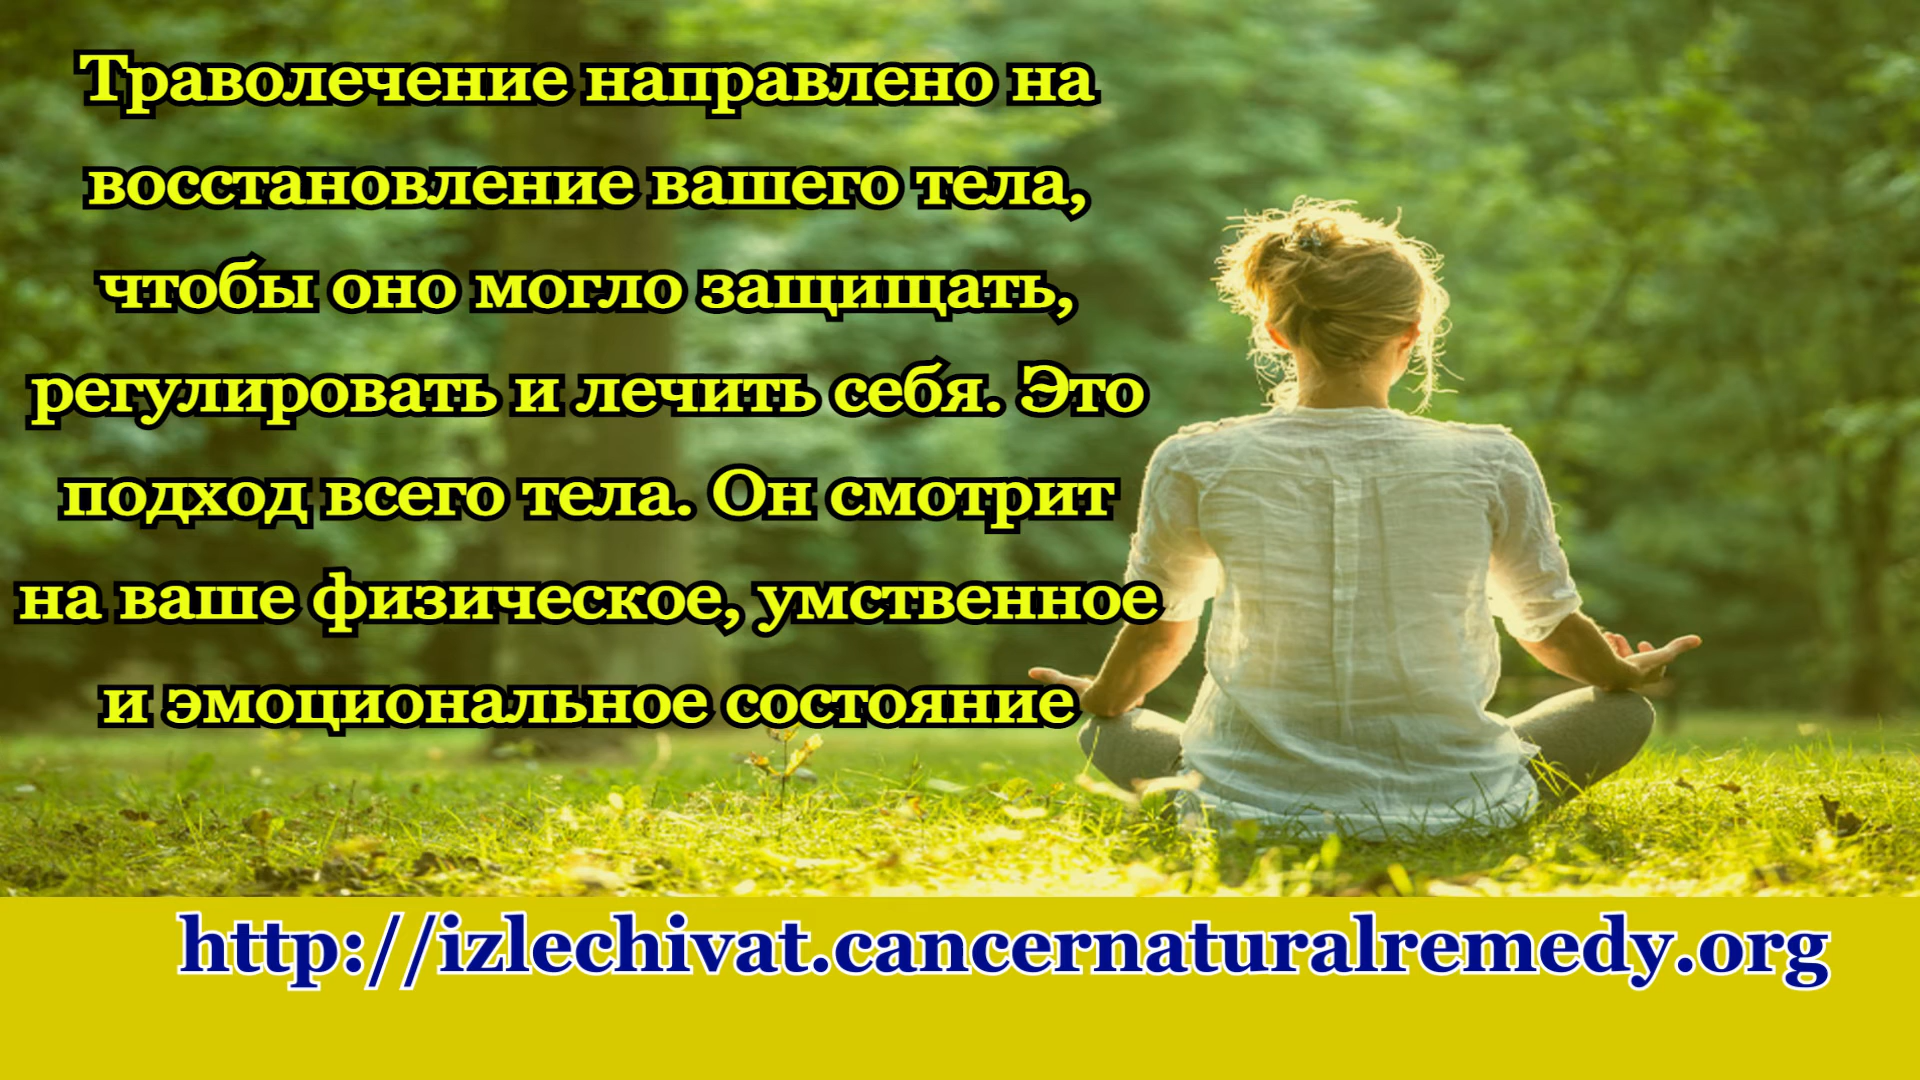 Траволечение направлено на
восстановление вашего тела,
чтобы оно могло защищать,
регулировать и лечить себя. Это
подход всего тела. Он смотрит
на ваше физическое, умственное
и эмоциональное состояние
http://izlechivat.cancernaturalremedy.org